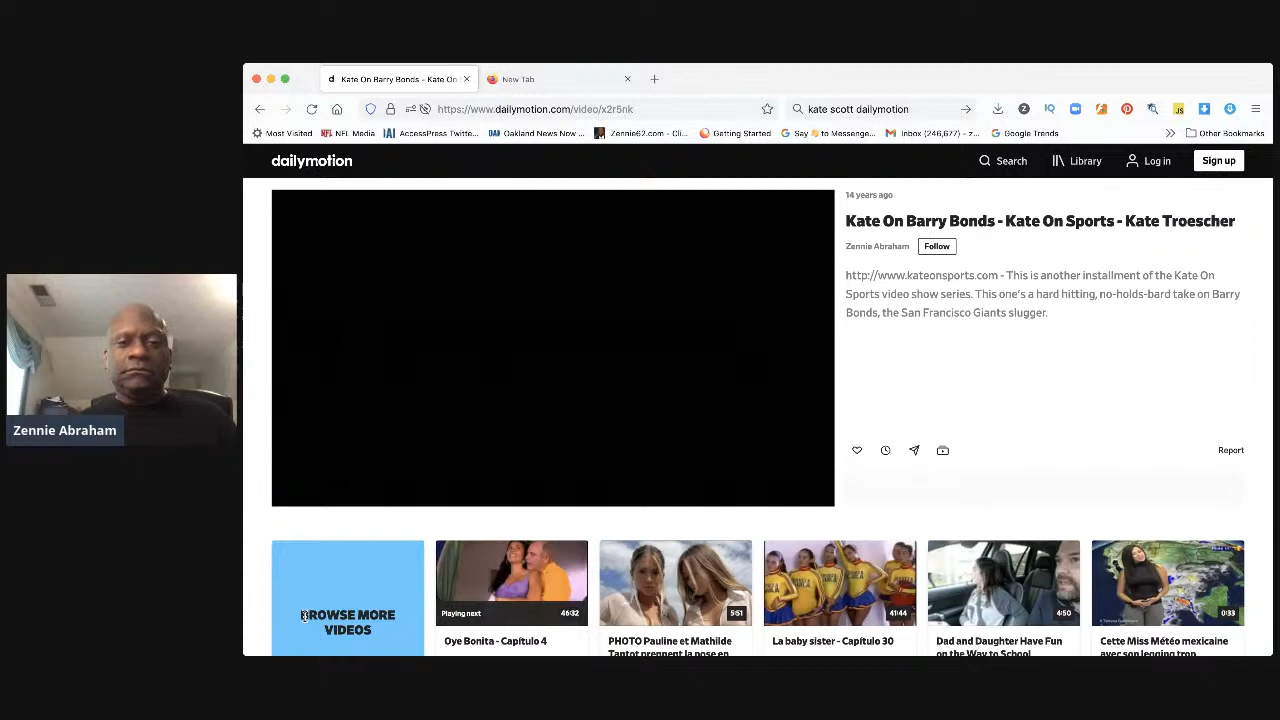 Kate On Barry Bonds - Kate On
New Tab
https://www.dailymotion.com/video/x2r5nk
kate scott dailymotion
Most Visited
NFL Media
AccessPress Twitte...
Oakland News Now ...
Zennie62.com - Cli...
Getting Started
Say 👋 to Messenge...
Inbox (246,677) – z...
Google Trends
Other Bookmarks
dailymotion
Search
Library
Log in
Sign up
14 years ago
Kate On Barry Bonds - Kate On Sports - Kate Troescher
Zennie Abraham
Follow
http://www.kateonsports.com - This is another installment of the Kate On
Sports video show series. This one's a hard hitting, no-holds-bard take on Barry
Bonds, the San Francisco Giants slugger.
Report
Zennie Abraham
BROWSE MORE
VIDEOS
Playing next
46:32
5:51
41:44
4:50
0:33
Oye Bonita - Capítulo 4
PHOTO Pauline et Mathilde
Tantot prennent la pose en
La baby sister - Capítulo 30
Dad and Daughter Have Fun
on the Way to School
Cette Miss Météo mexicaine
avec son legging trop